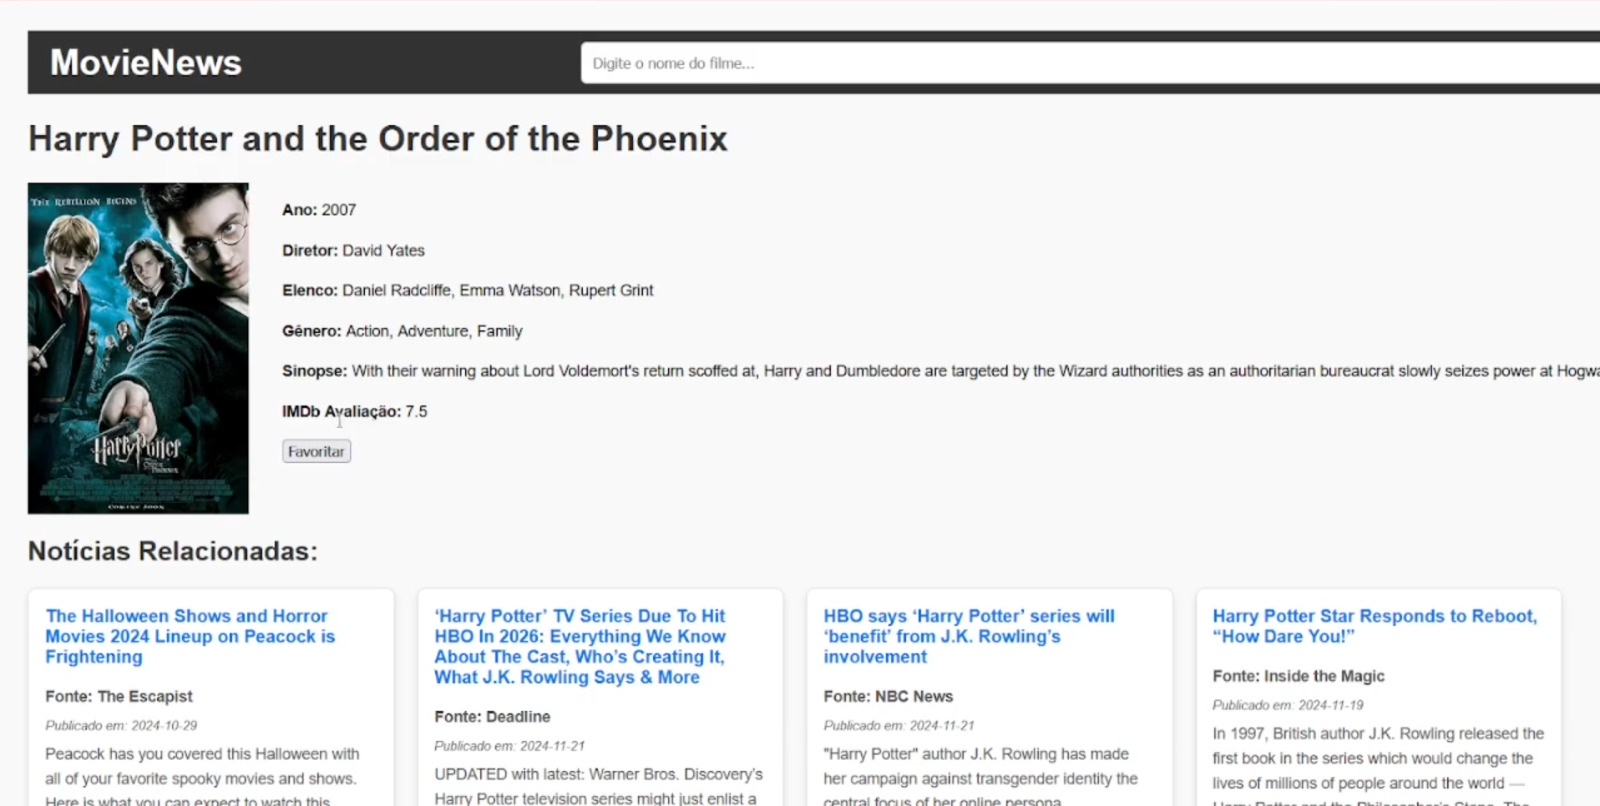 MovieNews
Digite o nome do filme...
Harry Potter and the Order of the Phoenix
THE REBELLION BEGINS
Harry Potter
COMING SOON
Ano: 2007
Diretor: David Yates
Elenco: Daniel Radcliffe, Emma Watson, Rupert Grint
Gênero: Action, Adventure, Family
Sinopse: With their warning about Lord Voldemort's return scoffed at, Harry and Dumbledore are targeted by the Wizard authorities as an authoritarian bureaucrat slowly seizes power at Hogwa
IMDb Avaliação: 7.5
Favoritar
Notícias Relacionadas:
The Halloween Shows and Horror
Movies 2024 Lineup on Peacock is
Frightening
Fonte: The Escapist
Publicado em: 2024-10-29
Peacock has you covered this Halloween with
all of your favorite spooky movies and shows.
Here is what you can expect to watch this
‘Harry Potter’ TV Series Due To Hit
HBO In 2026: Everything We Know
About The Cast, Who’s Creating It,
What J.K. Rowling Says & More
Fonte: Deadline
Publicado em: 2024-11-21
UPDATED with latest: Warner Bros. Discovery’s
Harry Potter television series might just enlist a
HBO says ‘Harry Potter’ series will
‘benefit’ from J.K. Rowling’s
involvement
Fonte: NBC News
Publicado em: 2024-11-21
"Harry Potter" author J.K. Rowling has made
her campaign against transgender identity the
central focus of her online persona.
Harry Potter Star Responds to Reboot,
“How Dare You!”
Fonte: Inside the Magic
Publicado em: 2024-11-19
In 1997, British author J.K. Rowling released the
first book in the series which would change the
lives of millions of people around the world —
Harry Potter and the Philosopher's Stone. The